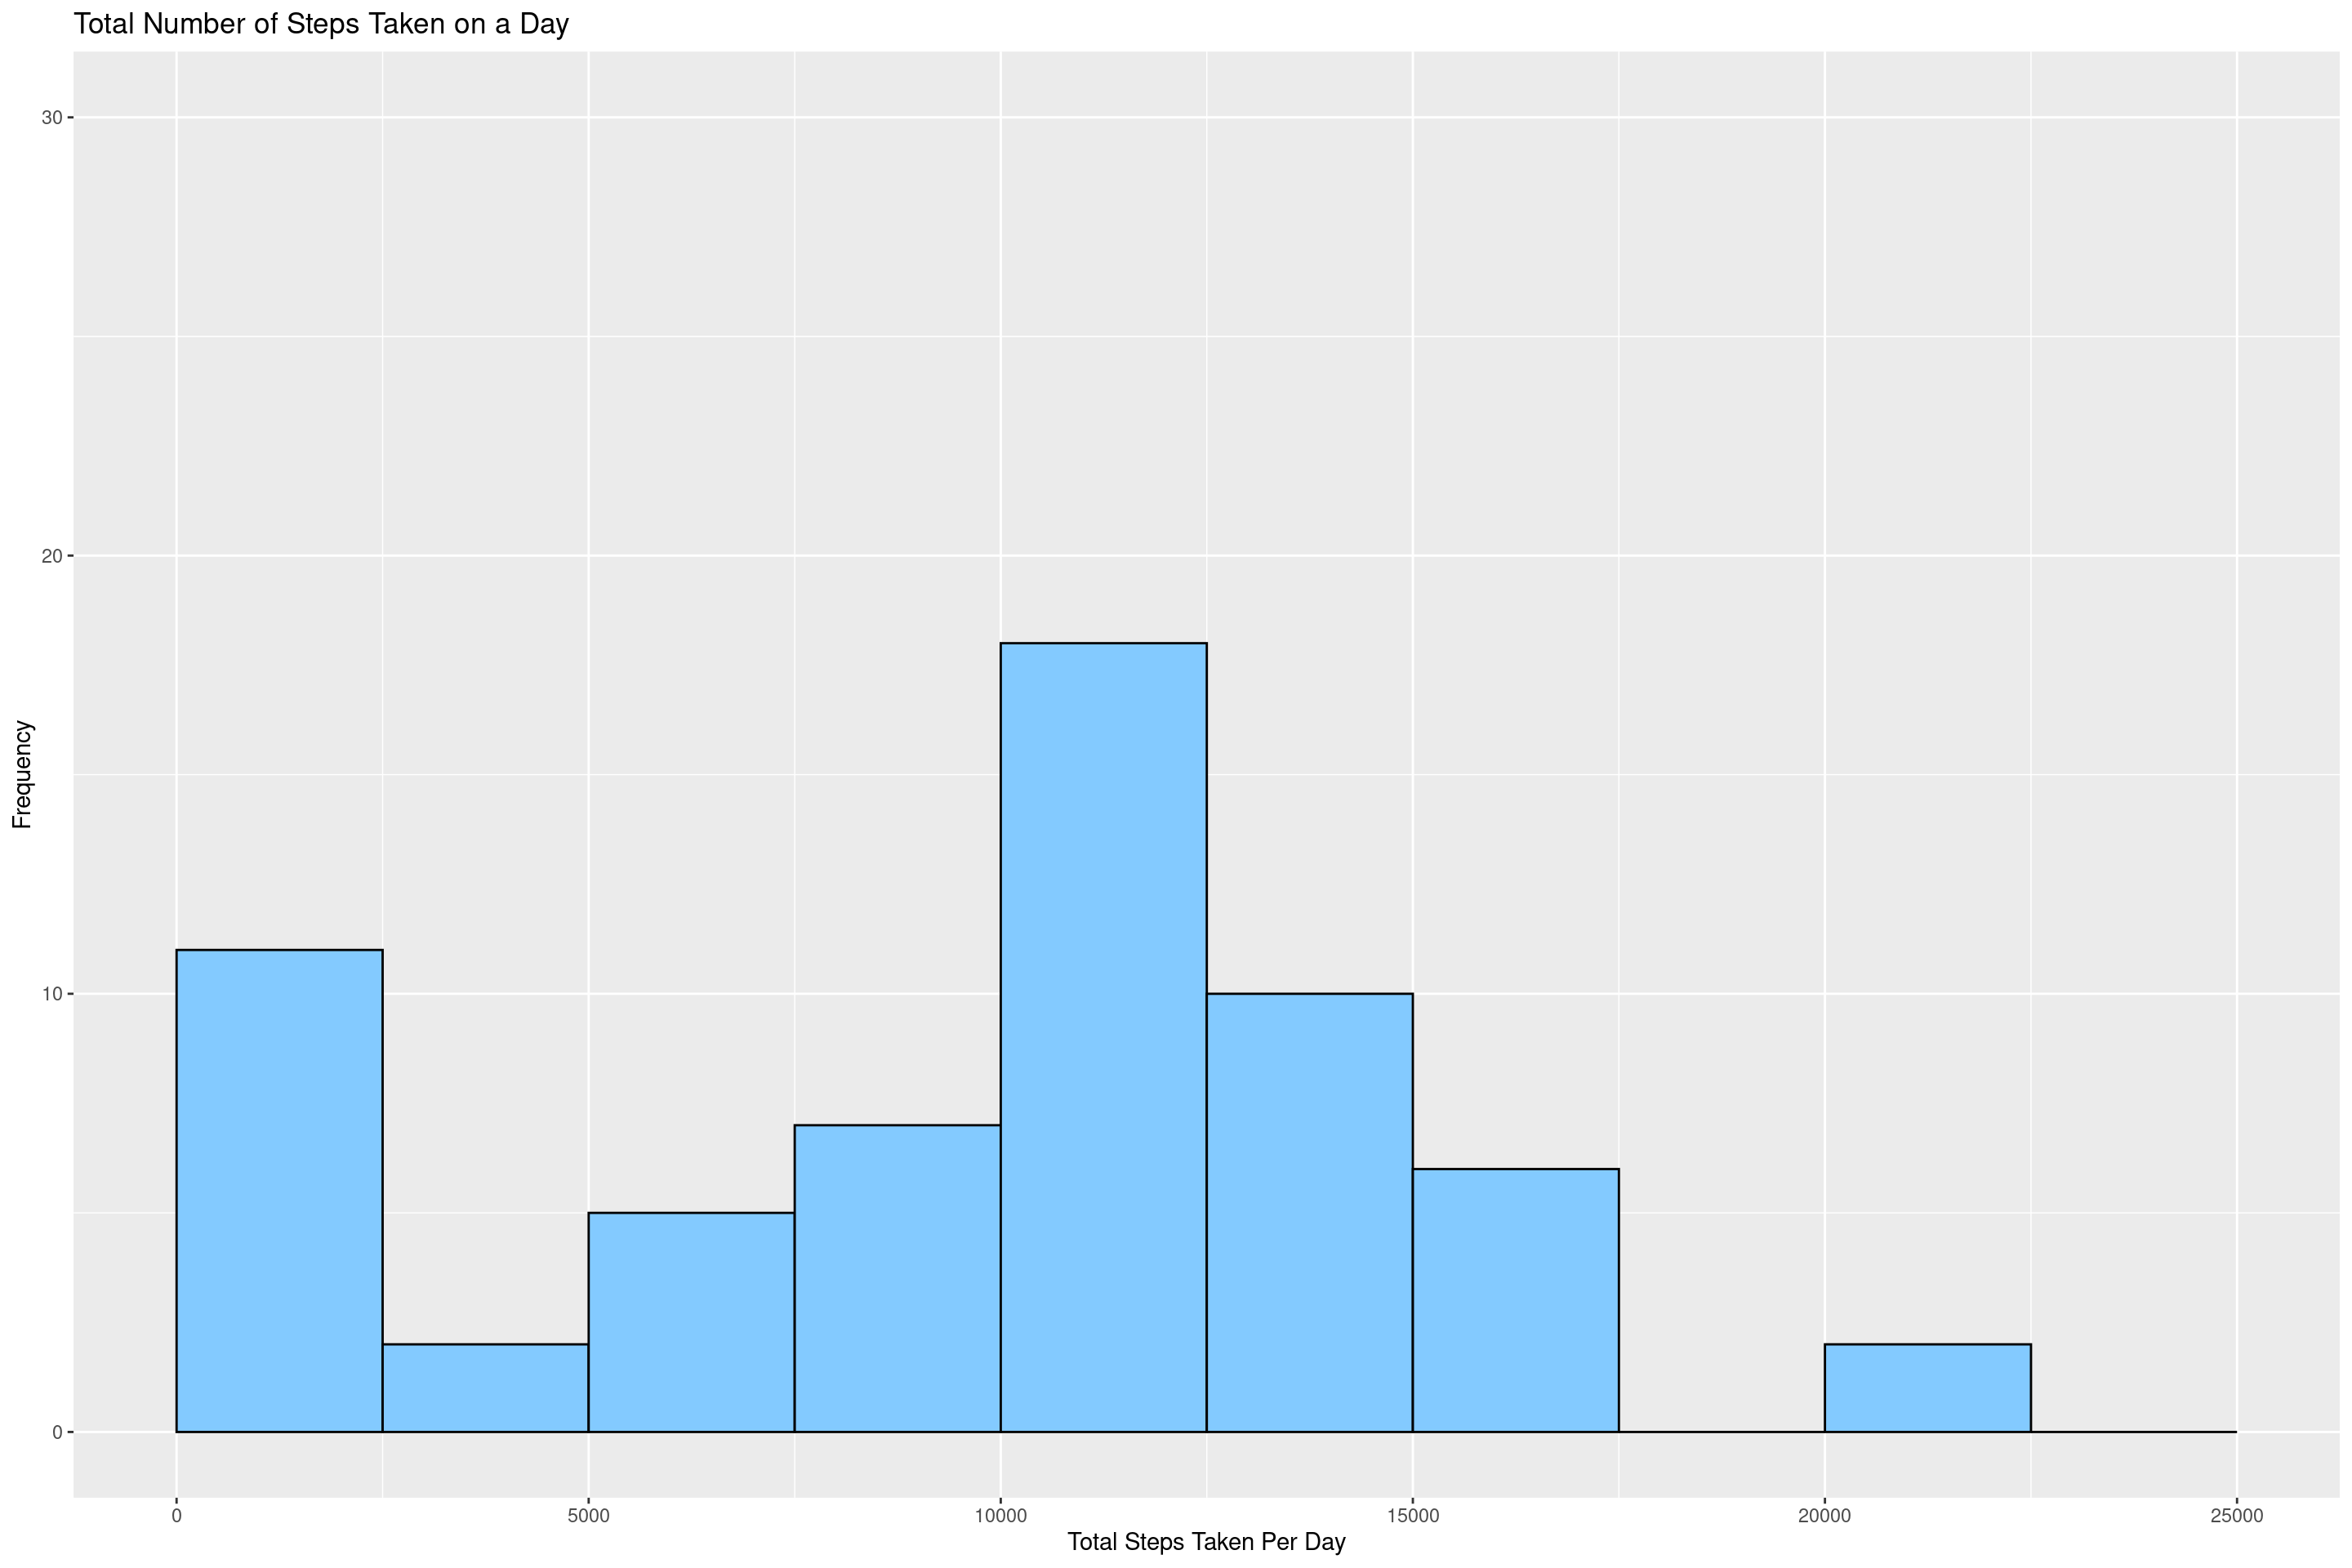 Total Number of Steps Taken on a Day
30
20
10
0
Frequency
0 5000 10000 15000 20000 25000
Total Steps Taken Per Day